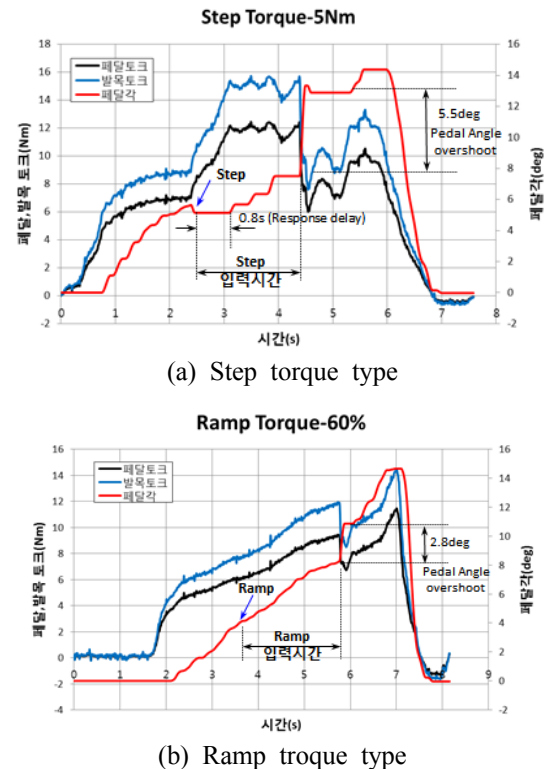 Step Torque-5Nm
페달,발목 토크(Nm)
18
16
14
12
10
8
6
4
2
0
-2
페달토크
발목토크
페달각
Step
0.8s (Response delay)
Step
입력시간
5.5deg
Pedal Angle
overshoot
16
14
12
10
8
6
4
2
0
-2
페달각(deg)
0 1 2 3 4 5 6 7 8
시간(s)
(a) Step torque type
Ramp Torque-60%
페달,발목 토크(Nm)
16
14
12
10
8
6
4
2
0
-2
-4
페달토크
발목토크
페달각
Ramp
Ramp
입력시간
2.8deg
Pedal Angle
overshoot
16
14
12
10
8
6
4
2
0
-2
페달각(deg)
0 1 2 3 4 5 6 7 8 9
시간(s)
(b) Ramp troque type